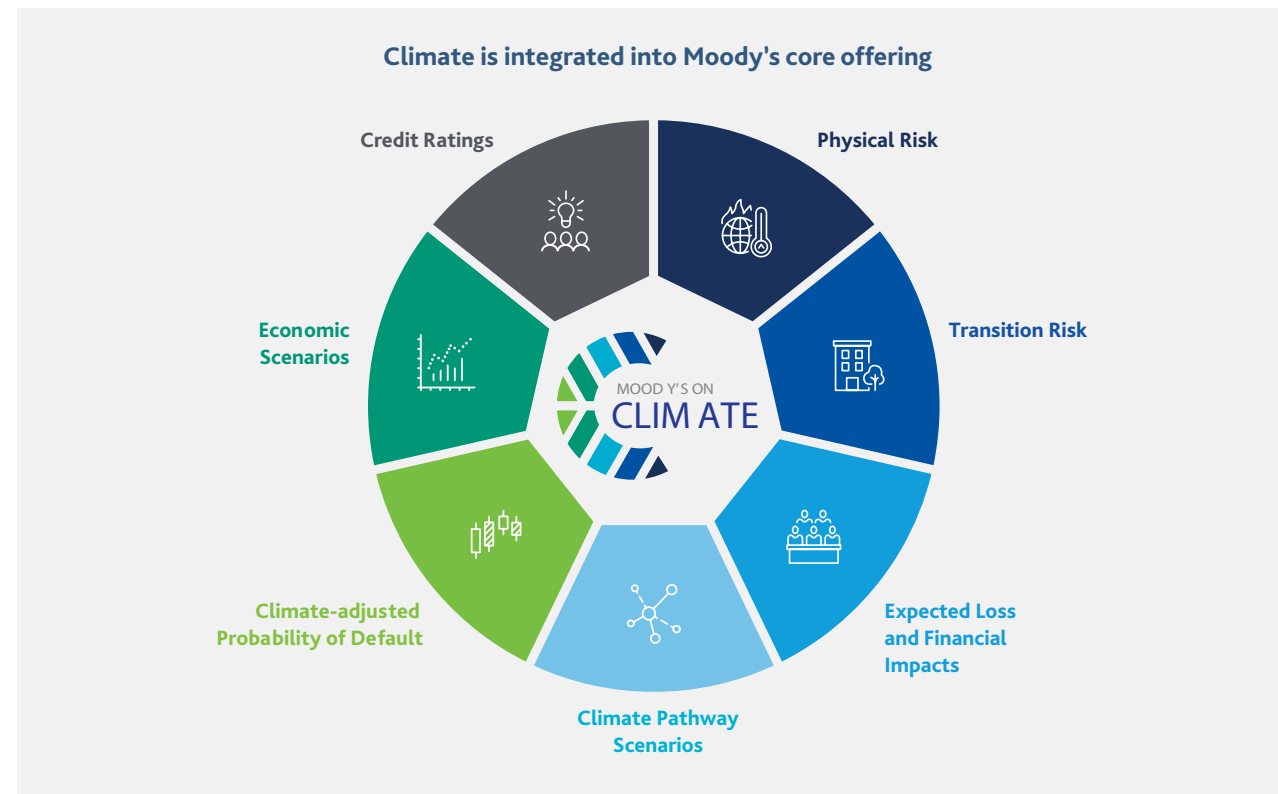 Climate is integrated into Moody's core offering
Credit Ratings
Physical Risk
Economic
Scenarios
Transition Risk
MOOD Y'S ON
CLIM ATE
Climate-adjusted
Probability of Default
Expected Loss
and Financial
Impacts
Climate Pathway
Scenarios